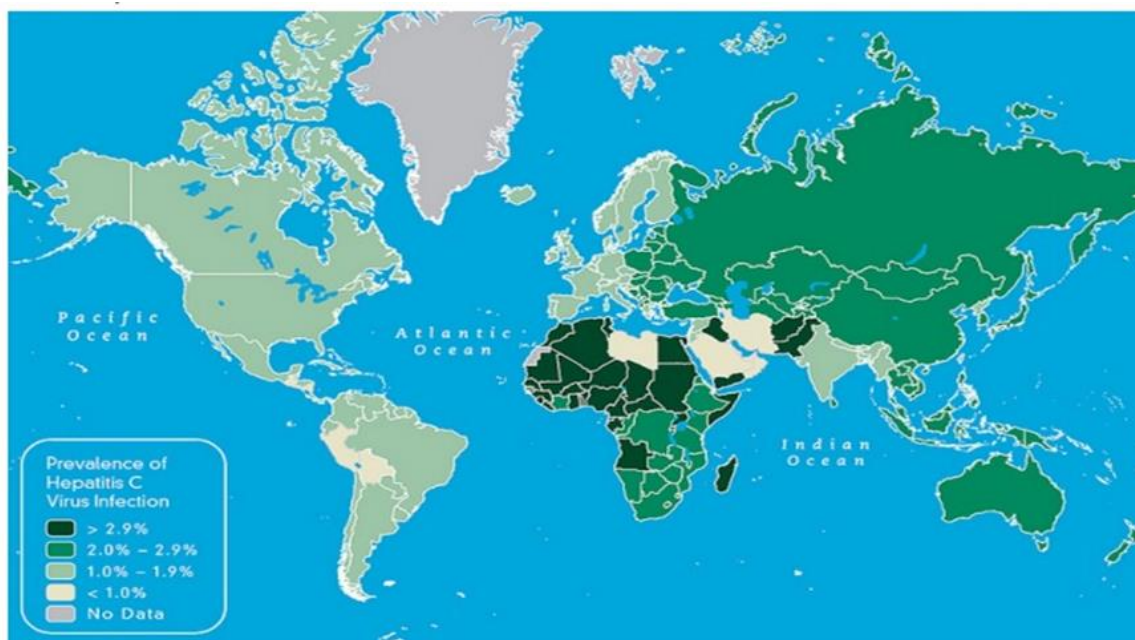 Pacific
Ocean
Atlantic
Ocean
Indian
Ocean
Prevalence of
Hepatitis C
Virus Infection
> 2.9%
2.0% – 2.9%
1.0% – 1.9%
< 1.0%
No Data